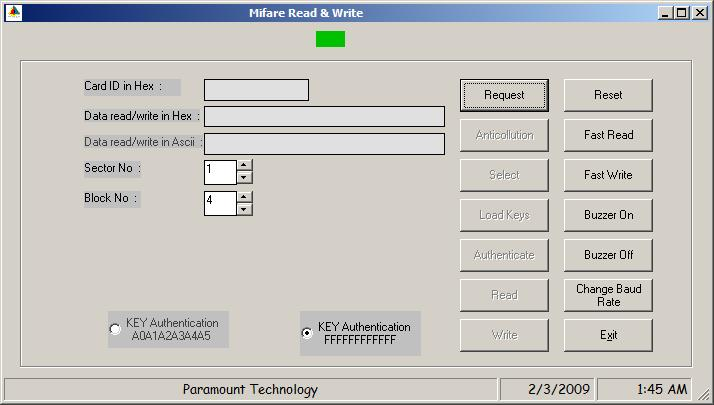 Mifare Read & Write
Card ID in Hex :
Data read/write in Hex :
Data read/write in Ascii :
Sector No :
1
Block No :
4
Request
Reset
Anticollution
Fast Read
Select
Fast Write
Load Keys
Buzzer On
Authenticate
Buzzer Off
Read
Change Baud
Rate
Write
Exit
KEY Authentication
A0A1A2A3A4A5
KEY Authentication
FFFFFFFFFFFF
Paramount Technology
2/3/2009
1:45 AM